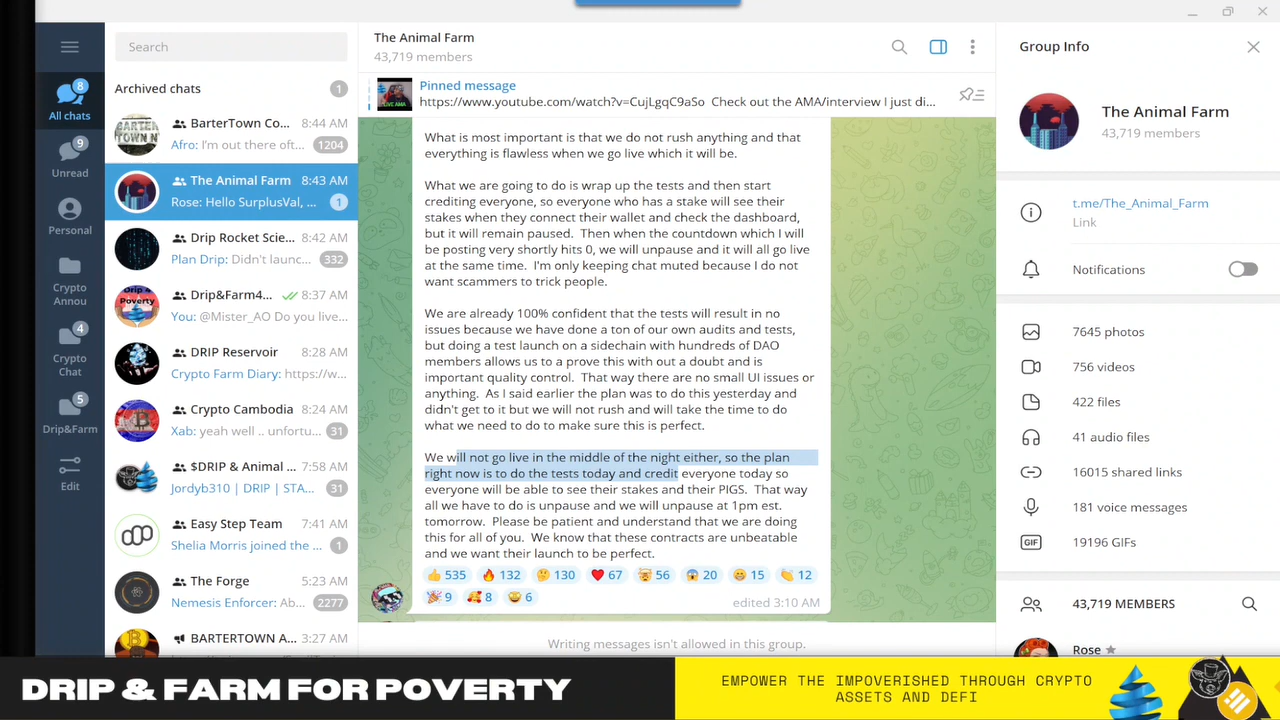 Search
Archived chats
1
8
All chats
9
Unread
Personal
Crypto
Annou
4
Crypto
Chat
5
Drip&Farm
Edit
BarterTown Co...
8:44 AM
Afro: I'm out there oft...
1204
The Animal Farm
8:43 AM
Rose: Hello SurplusVal, ...
1
Drip Rocket Scie...
8:42 AM
Plan Drip: Didn't launc...
332
Drip&Farm4...
8:37 AM
You: @Mister_AO Do you live...
DRIP Reservoir
8:28 AM
Crypto Farm Diary: https://w...
Crypto Cambodia
8:24 AM
Xab: yeah well .. unfortu...
31
$DRIP & Animal ...
7:58 AM
Jordyb310 | DRIP | STA...
31
Easy Step Team
7:41 AM
Shelia Morris joined the ...
1
The Forge
5:23 AM
Nemesis Enforcer: Ab...
2277
BARTERTOWN A...
3:27 AM
The Animal Farm
43,719 members
Pinned message
https://www.youtube.com/watch?v=CujLgqC9aSo Check out the AMA/interview I just di...
What is most important is that we do not rush anything and that
everything is flawless when we go live which it will be.
What we are going to do is wrap up the tests and then start
crediting everyone, so everyone who has a stake will see their
stakes when they connect their wallet and check the dashboard,
but it will remain paused. Then when the countdown which I will
be posting very shortly hits 0, we will unpause and it will all go live
at the same time. I'm only keeping chat muted because I do not
want scammers to trick people.
We are already 100% confident that the tests will result in no
issues because we have done a ton of our own audits and tests,
but doing a test launch on a sidechain with hundreds of DAO
members allows us to a prove this with out a doubt and is
important quality control. That way there are no small UI issues or
anything. As I said earlier the plan was to do this yesterday and
didn't get to it but we will not rush and will take the time to do
what we need to do to make sure this is perfect.
We will not go live in the middle of the night either, so the plan
right now is to do the tests today and credit everyone today so
everyone will be able to see their stakes and their PIGS. That way
all we have to do is unpause and we will unpause at 1pm est.
tomorrow. Please be patient and understand that we are doing
this for all of you. We know that these contracts are unbeatable
and we want their launch to be perfect.
535 132 130 67 56 20 15 12
9 8 6
edited 3:10 AM
Writing messages isn't allowed in this group.
Group Info
The Animal Farm
43,719 members
t.me/The_Animal_Farm
Link
Notifications
7645 photos
756 videos
422 files
41 audio files
16015 shared links
181 voice messages
GIF
19196 GIFs
43,719 MEMBERS
Rose
DRIP & FARM FOR POVERTY
EMPOWER THE IMPOVERISHED THROUGH CRYPTO
ASSETS AND DEFI